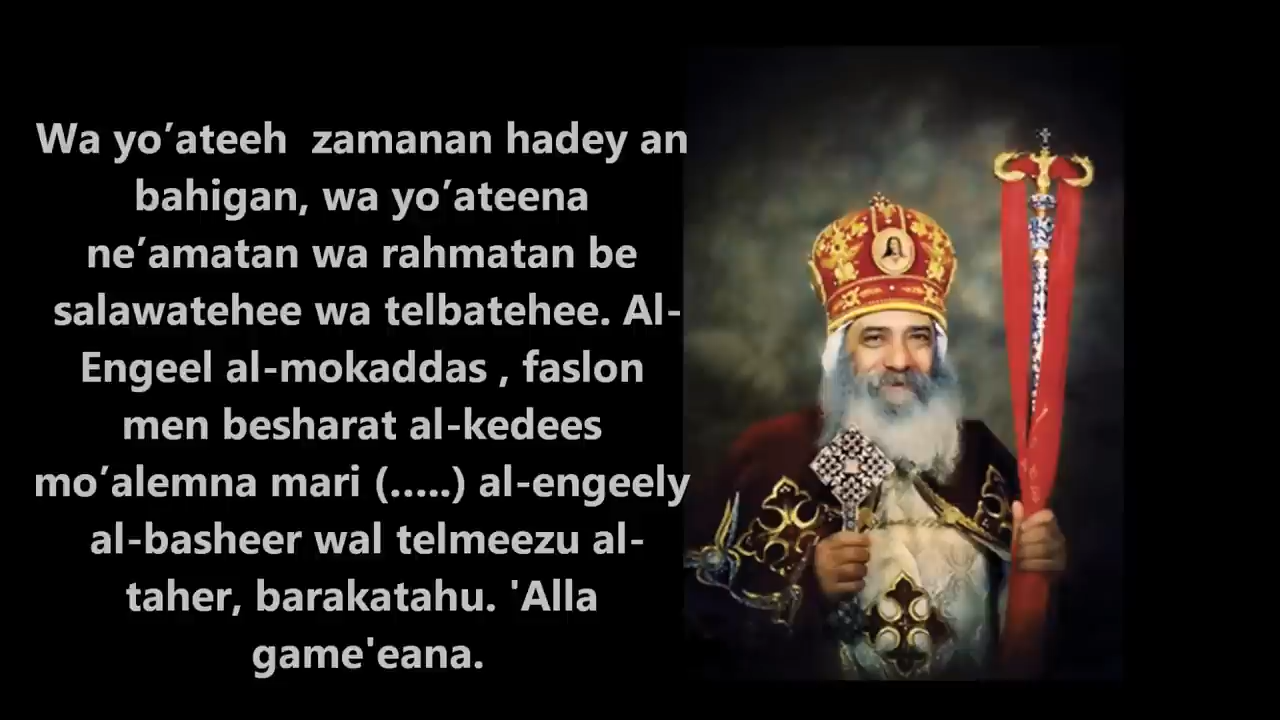 Wa yo’ateeh  zamanan hadey an
bahigan, wa yo’ateena
ne’amatan wa rahmatan be
salawatehee wa telbatehee. Al-
Engeel al-mokaddas , faslon
men besharat al-kedees
mo’alemna mari (…..) al-engeely
al-basheer wal telmeezu al-
taher, barakatahu. 'Alla
game'eana.